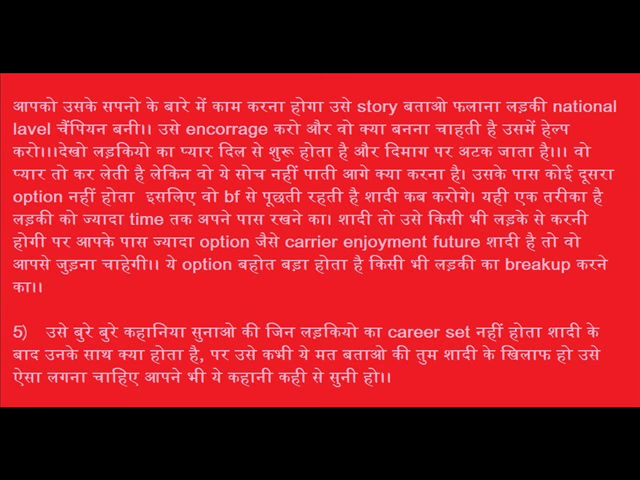 आपको उसके सपनो के बारे में काम करना होगा उसे story बताओ फलाना लड़की national
lavel चैंपियन बनी।। उसे encorrage करो और वो क्या बनना चाहती है उसमें हेल्प
करो।।।देखो लड़कियो का प्यार दिल से शुरू होता है और दिमाग पर अटक जाता है।।। वो
प्यार तो कर लेती है लेकिन वो ये सोच नहीं पाती आगे क्या करना है। उसके पास कोई दूसरा
option नहीं होता इसलिए वो bf से पूछती रहती है शादी कब करोगे। यही एक तरीका है
लड़की को ज्यादा time तक अपने पास रखने का। शादी तो उसे किसी भी लड़के से करनी
होगी पर आपके पास ज्यादा option जैसे carrier enjoyment future शादी है तो वो
आपसे जुड़ना चाहेगी।। ये option बहोत बड़ा होता है किसी भी लड़की का breakup करने
का।।
5) उसे बुरे बुरे कहानिया सुनाओ की जिन लड़कियो का career set नहीं होता शादी के
बाद उनके साथ क्या होता है, पर उसे कभी ये मत बताओ की तुम शादी के खिलाफ हो उसे
ऐसा लगना चाहिए आपने भी ये कहानी कही से सुनी हो।।